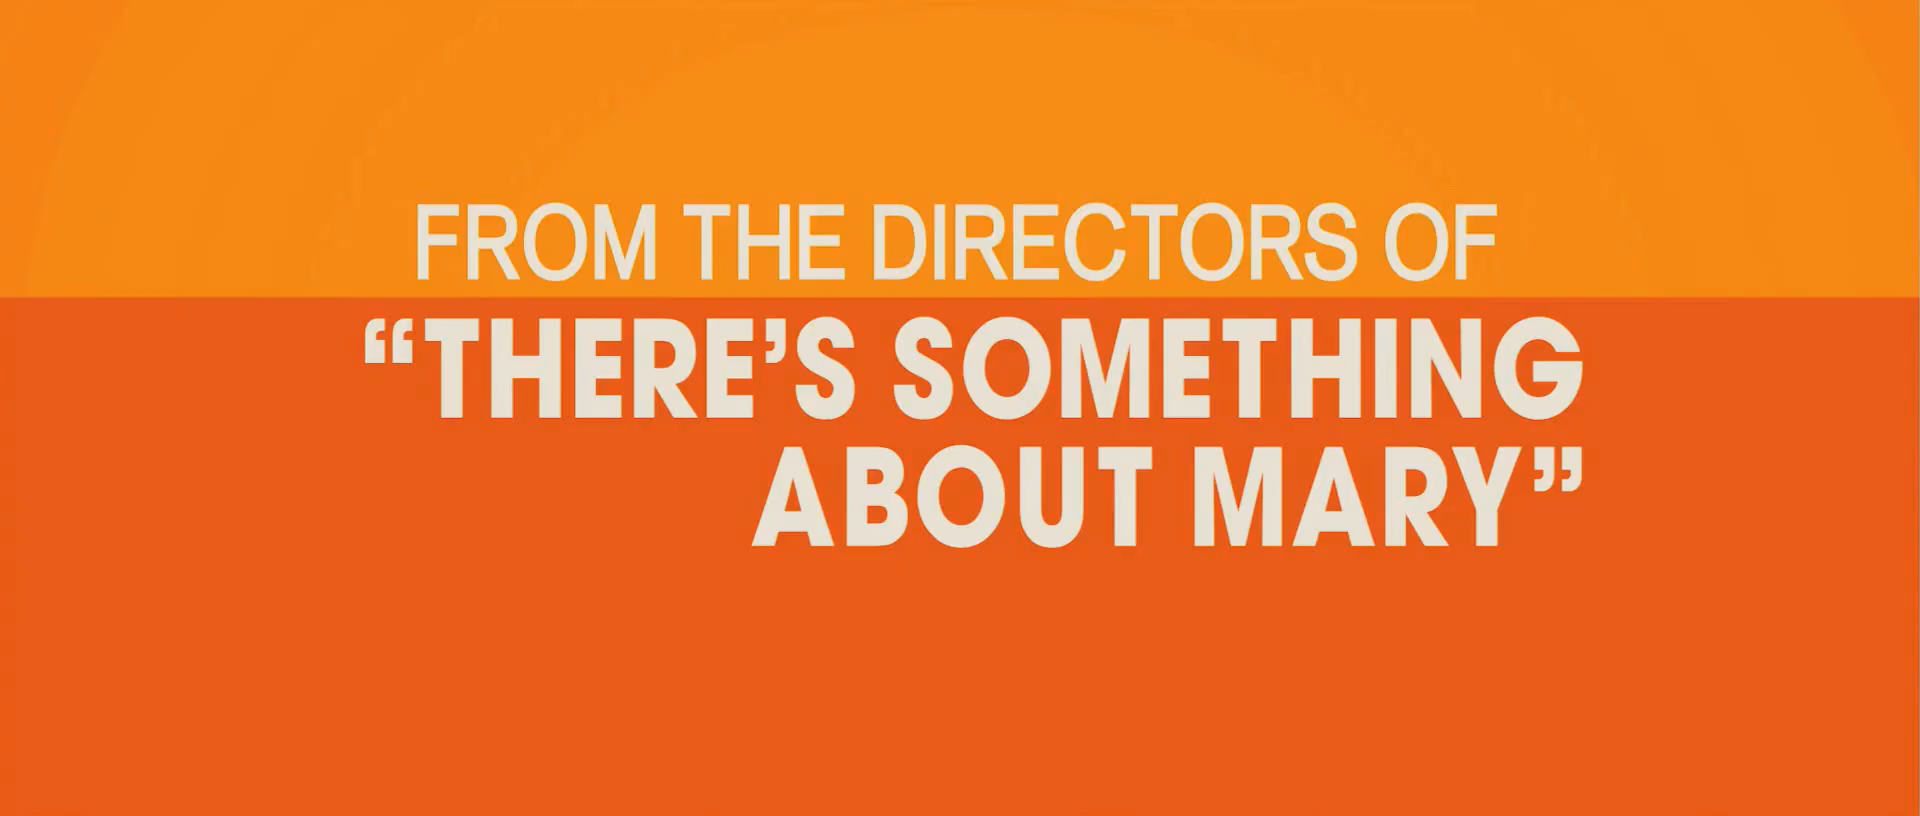 FROM THE DIRECTORS OF
“THERE’S SOMETHING
ABOUT MARY”